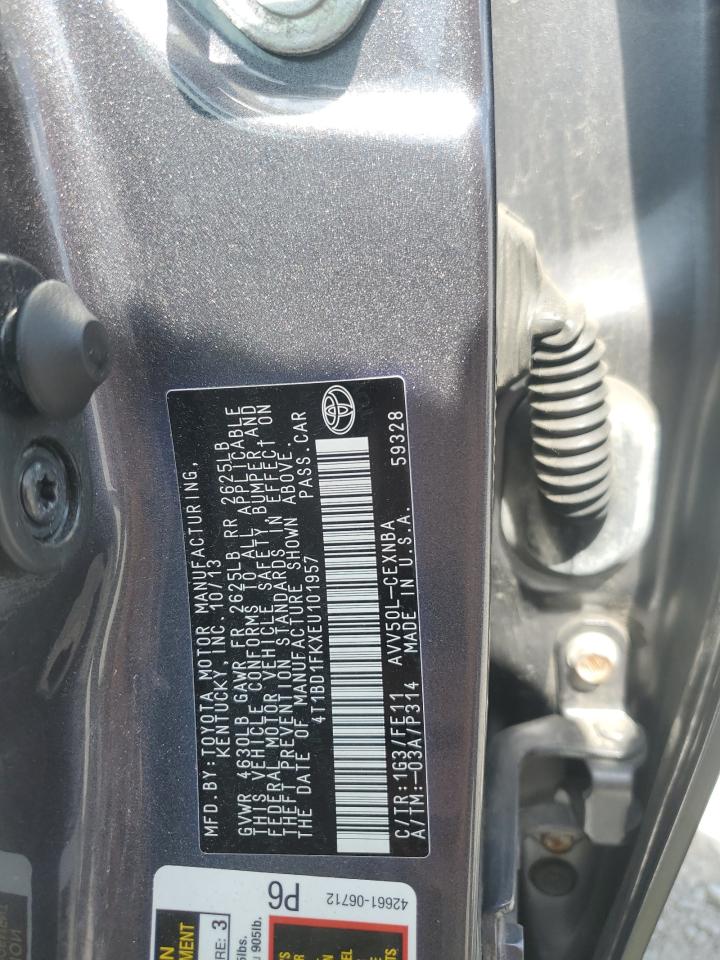 MFD.BY:TOYOTA MOTOR MANUFACTURING,
KENTUCKY, INC. 10/13
GVWR 4630LB GAWR FR 2625LB RR 2625LB
THIS VEHICLE CONFORMS TO ALL APPLICABLE
FEDERAL MOTOR VEHICLE SAFETY, BUMPER, AND
THEFT PREVENTION STANDARDS IN EFFECT ON
THE DATE OF MANUFACTURE SHOWN ABOVE.
4T1BD1FKXEU101957 PASS.CAR
C/TR:1G3/FE11 AVV50L-CEXNBA 59328
A/TM:-03A/P314 MADE IN U.S.A.
P6
42661-06712
RE: 3
905lb.